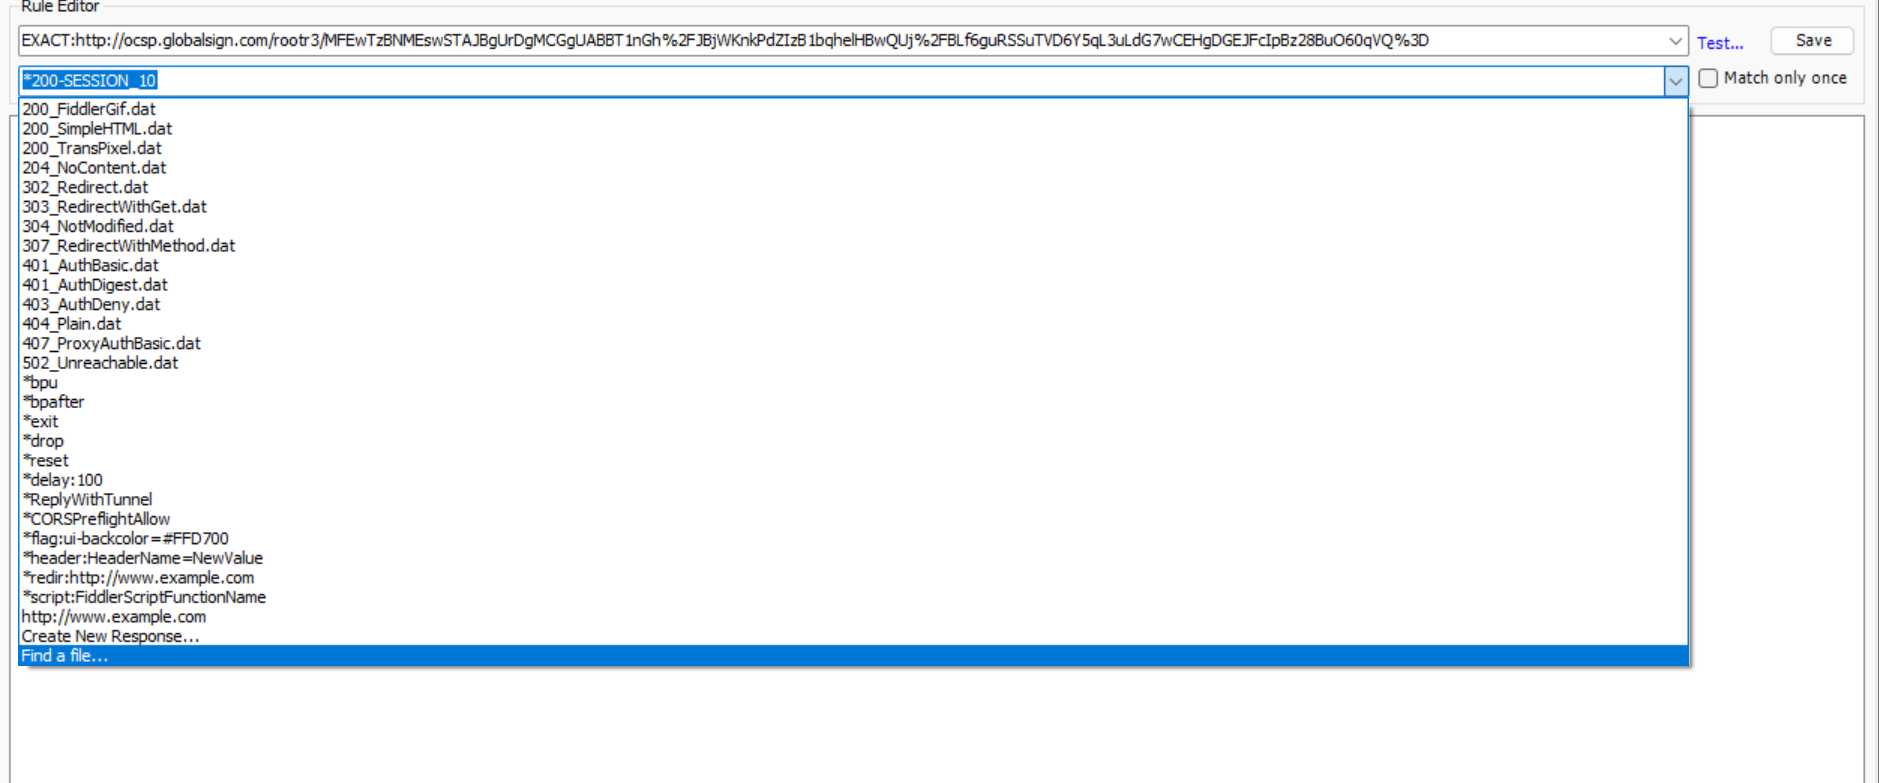 Rule Editor
EXACT:http://ocsp.globalsign.com/rootr3/MFEwTzBNMEswSTAJBgUrDgMCGgUABBT1nGh%2FJBjWKnkPdZIzB1bqhelHBwQUj%2FBLf6guRSSuTVD6Y5qL3uLdG7wCEHgDGEJFcIpBz28BuO60qVQ%3D
Test...
Save
*200-SESSION_10
Match only once
200_FiddlerGif.dat
200_SimpleHTML.dat
200_TransPixel.dat
204_NoContent.dat
302_Redirect.dat
303_RedirectWithGet.dat
304_NotModified.dat
307_RedirectWithMethod.dat
401_AuthBasic.dat
401_AuthDigest.dat
403_AuthDeny.dat
404_Plain.dat
407_ProxyAuthBasic.dat
502_Unreachable.dat
*bpu
*bpafter
*exit
*drop
*reset
*delay:100
*ReplyWithTunnel
*CORSPreflightAllow
*flag:ui-backcolor=#FFD700
*header:HeaderName=NewValue
*redir:http://www.example.com
*script:FiddlerScriptFunctionName
http://www.example.com
Create New Response...
Find a file...